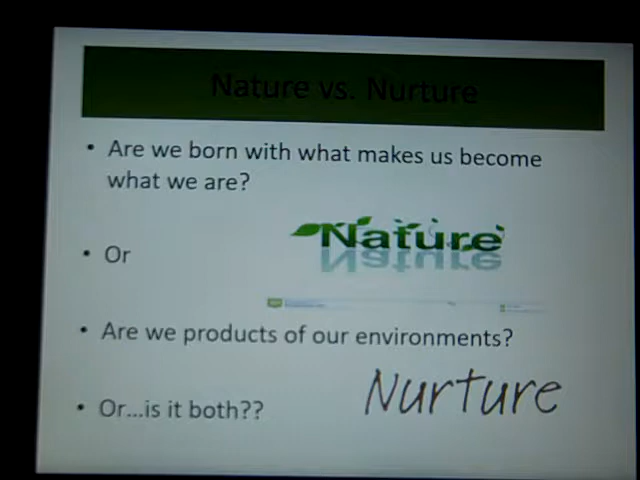 Nature vs. Nurture
• Are we born with what makes us become
what we are?
Nature
• Or
• Are we products of our environments?
Nurture
• Or...is it both??